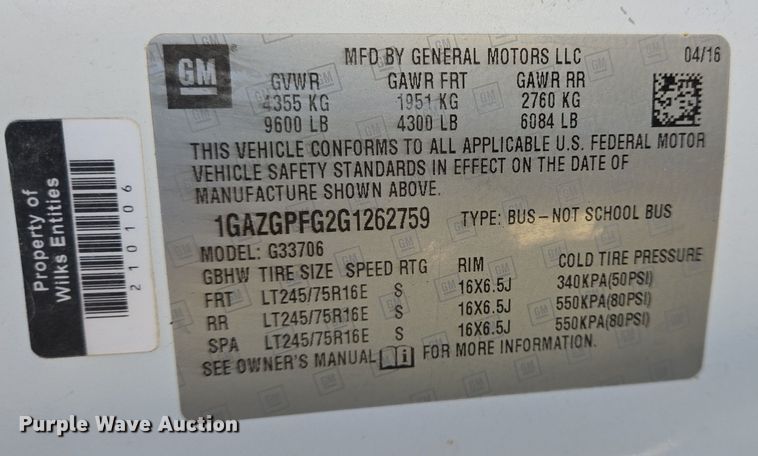 GM
MFD BY GENERAL MOTORS LLC 04/16
GVWR GAWR FRT GAWR RR
4355 KG 1951 KG 2760 KG
9600 LB 4300 LB 6084 LB
THIS VEHICLE CONFORMS TO ALL APPLICABLE U.S. FEDERAL MOTOR
VEHICLE SAFETY STANDARDS IN EFFECT ON THE DATE OF
MANUFACTURE SHOWN ABOVE.
1GAZGPFG2G1262759 TYPE: BUS–NOT SCHOOL BUS
MODEL: G33706
GBHW TIRE SIZE SPEED RTG RIM COLD TIRE PRESSURE
FRT LT245/75R16E S 16X6.5J 340KPA(50PSI)
RR LT245/75R16E S 16X6.5J 550KPA(80PSI)
SPA LT245/75R16E S 16X6.5J 550KPA(80PSI)
SEE OWNER'S MANUAL FOR MORE INFORMATION.
Property of
Wilks Entities
210106
Purple Wave Auction